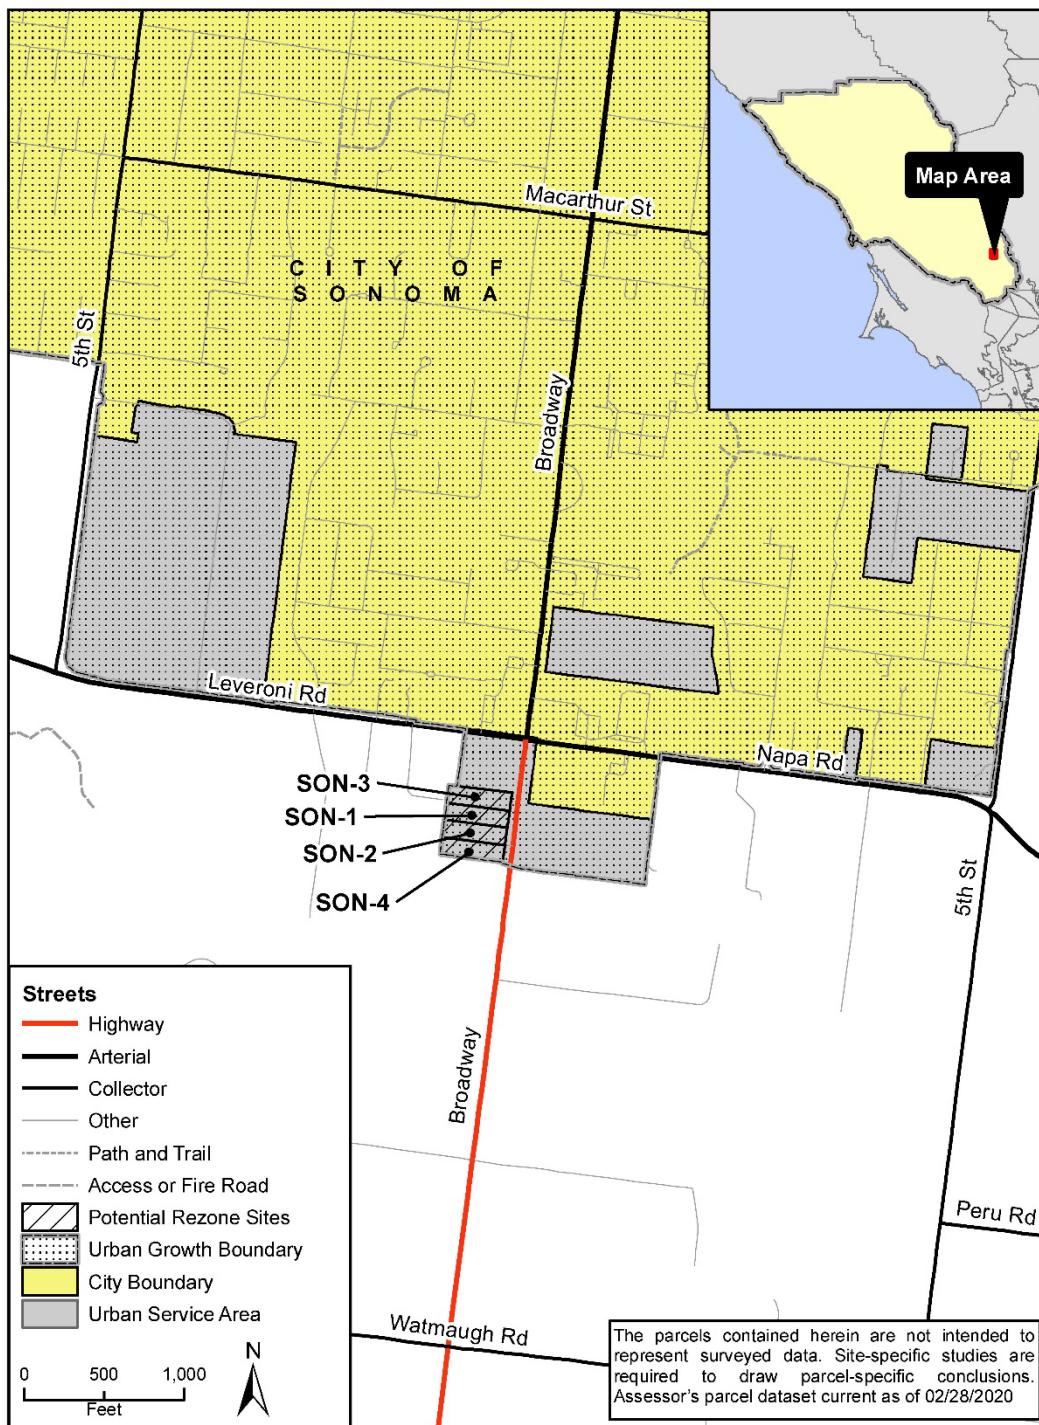 Map Area
Macarthur St
CITY OF
SONOMA
5th St
Broadway
Leveroni Rd
Napa Rd
SON-3
SON-1
SON-2
SON-4
5th St
Broadway
Peru Rd
Watmaugh Rd
Streets
Highway
Arterial
Collector
Other
Path and Trail
Access or Fire Road
Potential Rezone Sites
Urban Growth Boundary
City Boundary
Urban Service Area
N
0 500 1,000
Feet
The parcels contained herein are not intended to
represent surveyed data. Site-specific studies are
required to draw parcel-specific conclusions.
Assessor's parcel dataset current as of 02/28/2020